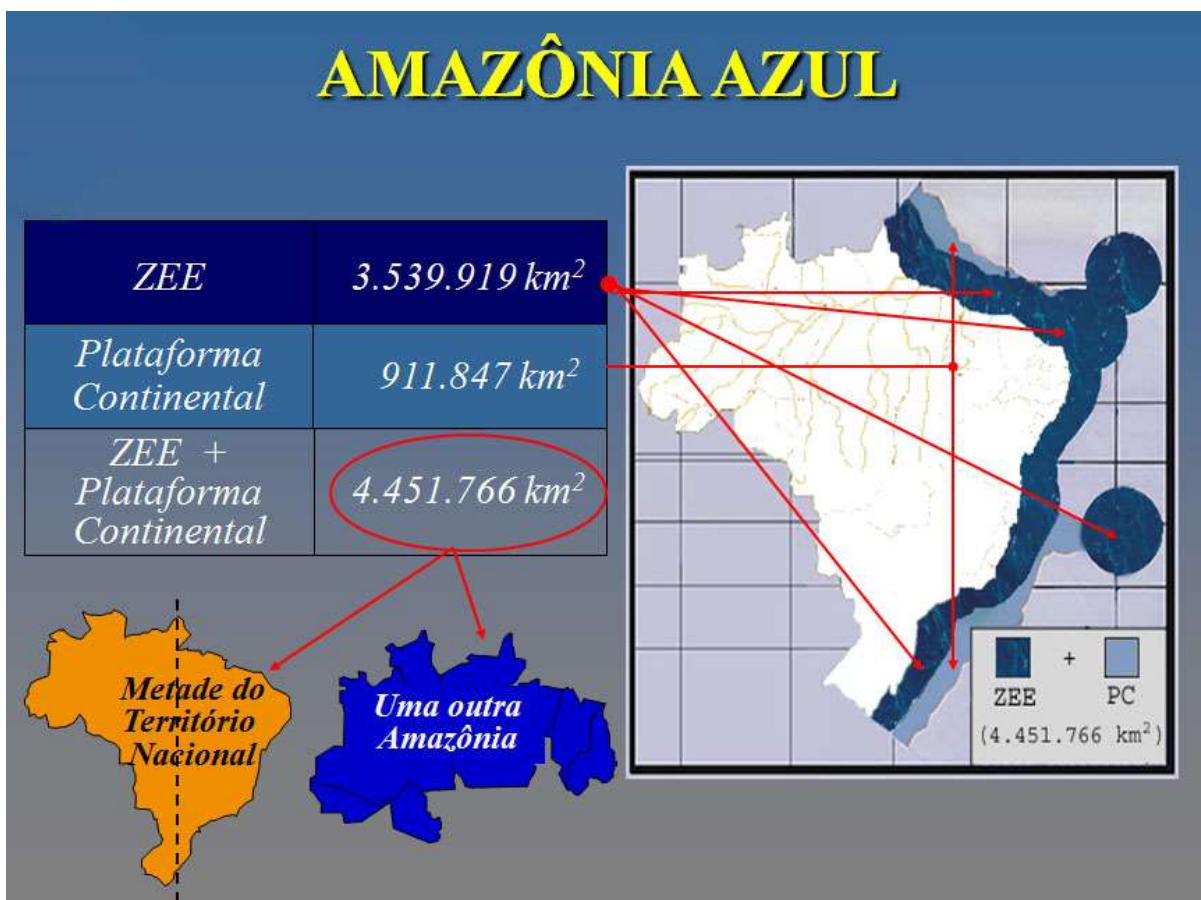 AMAZÔNIA AZUL
ZEE
3.539.919 km²
Plataforma
Continental
911.847 km²
ZEE +
Plataforma
Continental
4.451.766 km²
Metade do
Território
Nacional
Uma outra
Amazônia
+
ZEE PC
(4.451.766 km²)